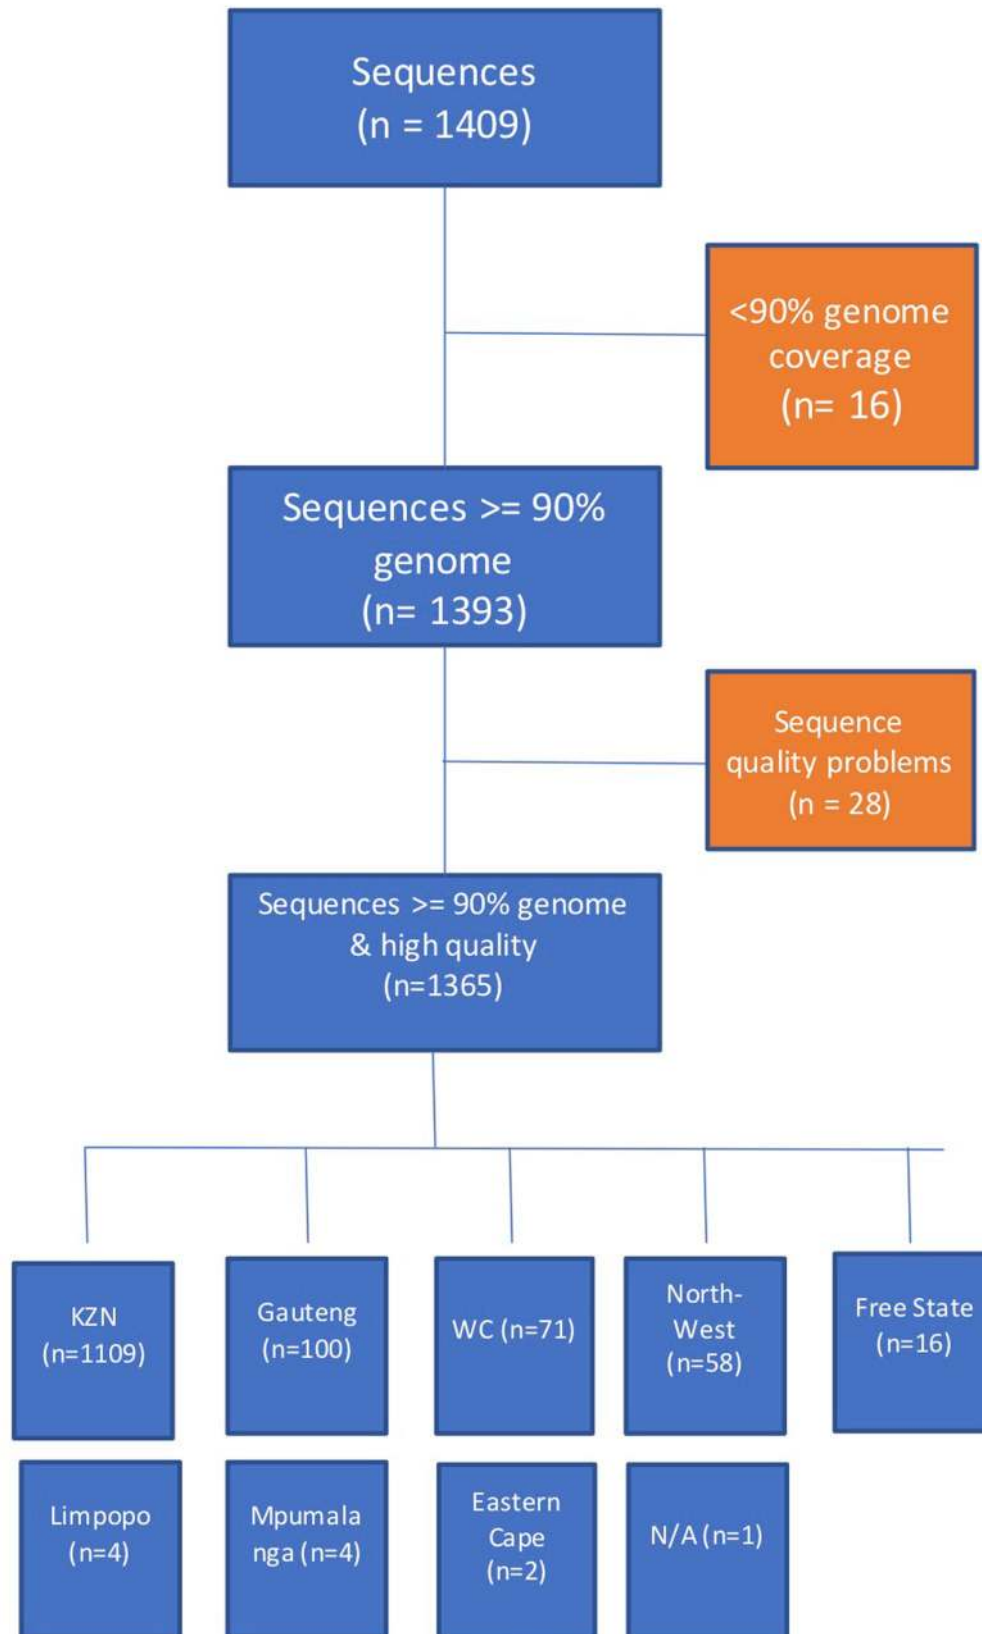 Sequences
(n = 1409)
<90% genome
coverage
(n= 16)
Sequences >= 90%
genome
(n= 1393)
Sequence
quality problems
(n = 28)
Sequences >= 90% genome
& high quality
(n=1365)
KZN
(n=1109)
Gauteng
(n=100)
WC (n=71)
North-
West
(n=58)
Free State
(n=16)
Limpopo
(n=4)
Mpumala
nga (n=4)
Eastern
Cape
(n=2)
N/A (n=1)